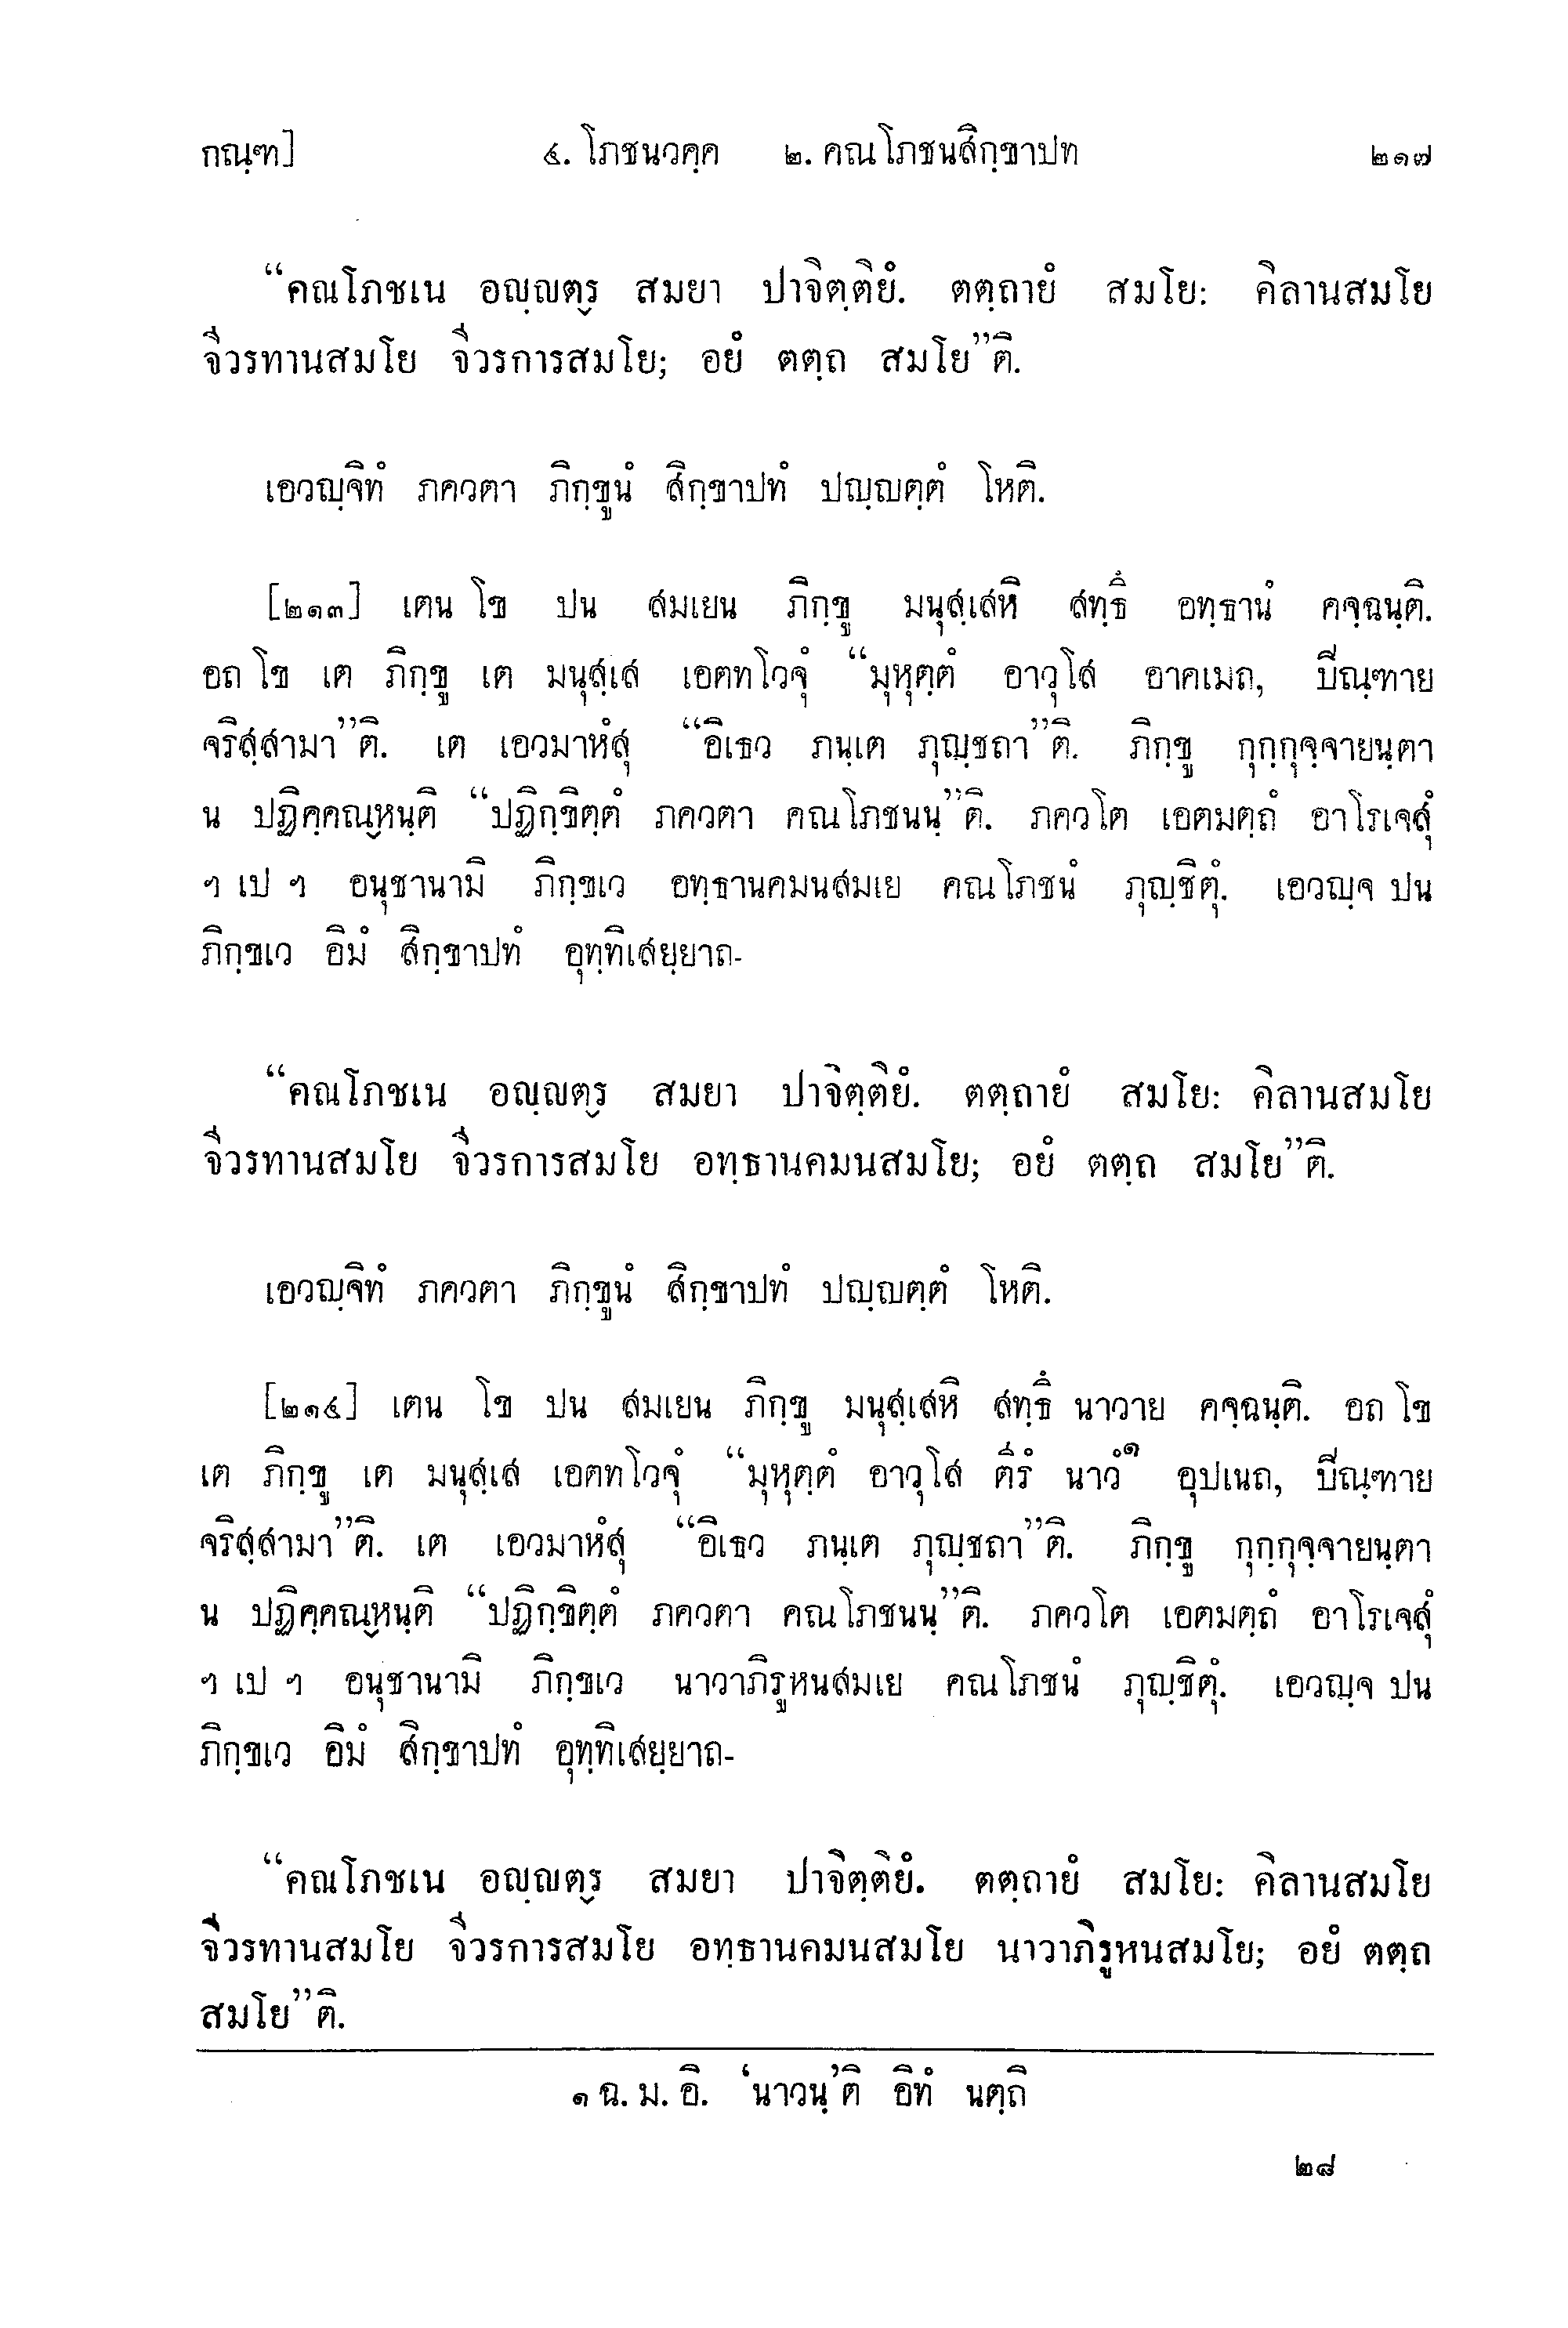 กณฺฑ] ๔. โภชนวคฺค ๒. คณโภชนสิกฺขาปท ๒๑๗
“คณโภชเน อญฺญตฺร สมยา ปาจิตฺติยํ. ตตฺถายํ สมโย: คิลานสมโย
จีวรทานสมโย จีวรการสมโย; อยํ ตตฺถ สมโย”ติ.
เอวญฺจิทํ ภควตา ภิกฺขูนํ สิกฺขาปทํ ปญฺญตฺตํ โหติ.
[๒๑๓] เตน โข ปน สมเยน ภิกฺขู มนุสฺเสหิ สทฺธึ อทฺธานํ คจฺฉนฺติ.
อถ โข เต ภิกฺขู เต มนุสฺเส เอตทโวจุํ “มุหุตฺตํ อาวุโส อาคเมถ, ปิณฺฑาย
จริสฺสามา”ติ. เต เอวมาหํสุ “อิเธว ภนฺเต ภุญฺชถา”ติ. ภิกฺขู กุกฺกุจฺจายนฺตา
น ปฏิคฺคณฺหนฺติ “ปฏิกฺขิตฺตํ ภควตา คณโภชนนฺ”ติ. ภควโต เอตมตฺถํ อาโรเจสุํ
ฯ เป ฯ อนุชานามิ ภิกฺขเว อทฺธานคมนสมเย คณโภชนํ ภุญฺชิตุํ. เอวญฺจ ปน
ภิกฺขเว อิมํ สิกฺขาปทํ อุทฺทิเสยฺยาถ-
“คณโภชเน อญฺญตฺร สมยา ปาจิตฺติยํ. ตตฺถายํ สมโย: คิลานสมโย
จีวรทานสมโย จีวรการสมโย อทฺธานคมนสมโย; อยํ ตตฺถ สมโย”ติ.
เอวญฺจิทํ ภควตา ภิกฺขูนํ สิกฺขาปทํ ปญฺญตฺตํ โหติ.
[๒๑๔] เตน โข ปน สมเยน ภิกฺขู มนุสฺเสหิ สทฺธึ นาวาย คจฺฉนฺติ. อถ โข
เต ภิกฺขู เต มนุสฺเส เอตทโวจุํ “มุหุตฺตํ อาวุโส ตีรํ นาวํ๑ อุปเนถ, ปิณฺฑาย
จริสฺสามา”ติ. เต เอวมาหํสุ “อิเธว ภนฺเต ภุญฺชถา”ติ. ภิกฺขู กุกฺกุจฺจายนฺตา
น ปฏิคฺคณฺหนฺติ “ปฏิกฺขิตฺตํ ภควตา คณโภชนนฺ”ติ. ภควโต เอตมตฺถํ อาโรเจสุํ
ฯ เป ฯ อนุชานามิ ภิกฺขเว นาวาภิรูหนสมเย คณโภชนํ ภุญฺชิตุํ. เอวญฺจ ปน
ภิกฺขเว อิมํ สิกฺขาปทํ อุทฺทิเสยฺยาถ-
“คณโภชเน อญฺญตฺร สมยา ปาจิตฺติยํ. ตตฺถายํ สมโย: คิลานสมโย
จีวรทานสมโย จีวรการสมโย อทฺธานคมนสมโย นาวาภิรูหนสมโย; อยํ ตตฺถ
สมโย”ติ.
๑ ฉ. ม. อิ. ‘นาวนฺ’ติ อิทํ นตฺถิ
๒๘